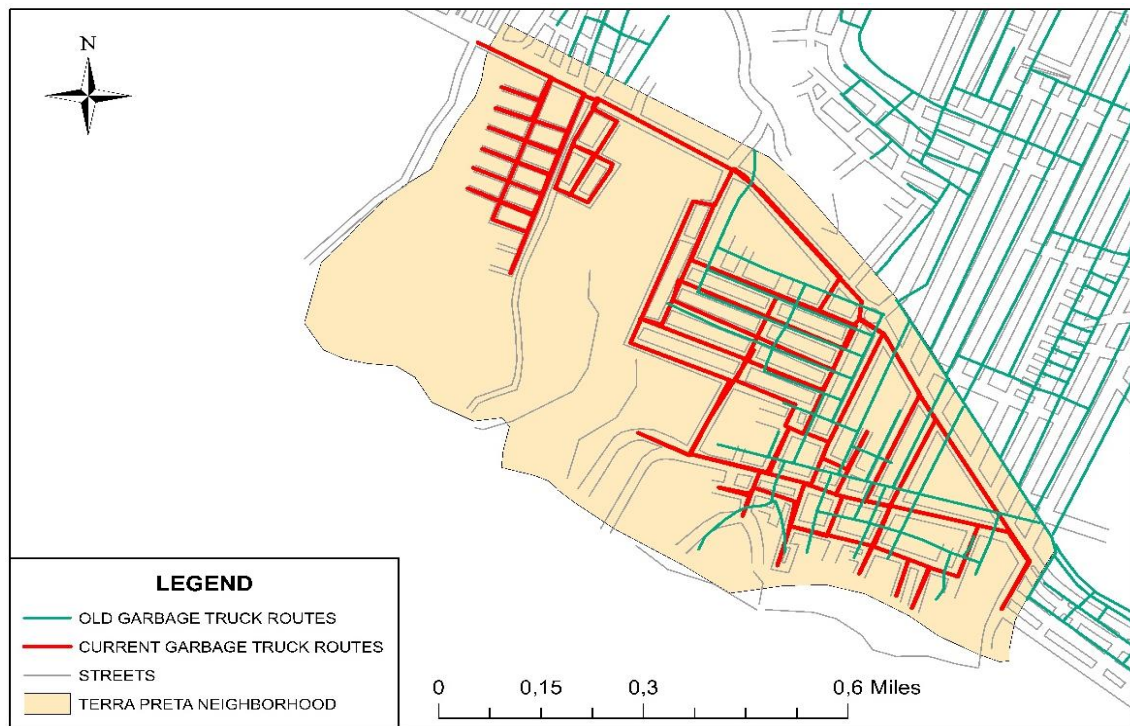 N
LEGEND
OLD GARBAGE TRUCK ROUTES
CURRENT GARBAGE TRUCK ROUTES
STREETS
TERRA PRETA NEIGHBORHOOD
0 0,15 0,3 0,6 Miles